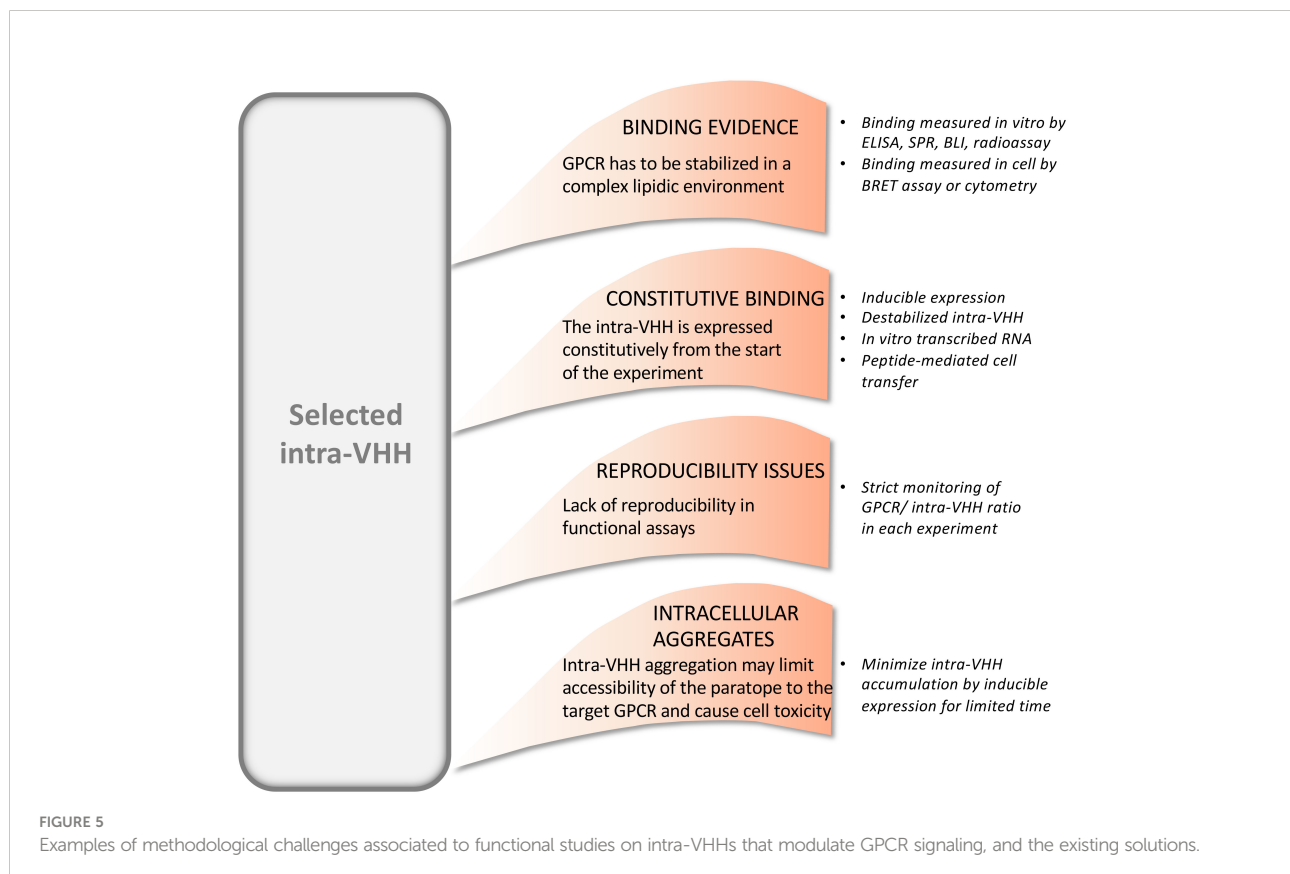 Selected
intra-VHH
BINDING EVIDENCE
GPCR has to be stabilized in a
complex lipidic environment
• Binding measured in vitro by
ELISA, SPR, BLI, radioassay
• Binding measured in cell by
BRET assay or cytometry
CONSTITUTIVE BINDING
The intra-VHH is expressed
constitutively from the start
of the experiment
• Inducible expression
• Destabilized intra-VHH
• In vitro transcribed RNA
• Peptide-mediated cell
transfer
REPRODUCIBILITY ISSUES
Lack of reproducibility in
functional assays
• Strict monitoring of
GPCR/ intra-VHH ratio
in each experiment
INTRACELLULAR
AGGREGATES
Intra-VHH aggregation may limit
accessibility of the paratope to the
target GPCR and cause cell toxicity
• Minimize intra-VHH
accumulation by inducible
expression for limited time
FIGURE 5
Examples of methodological challenges associated to functional studies on intra-VHHs that modulate GPCR signaling, and the existing solutions.